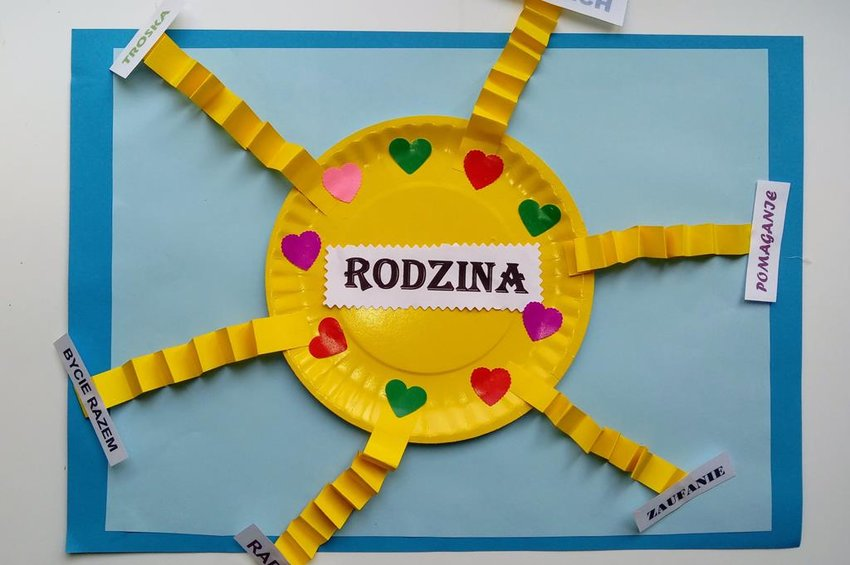 TROSKA
RODZINA
POMAGANIE
BYCIE RAZEM
ZAUFANIE